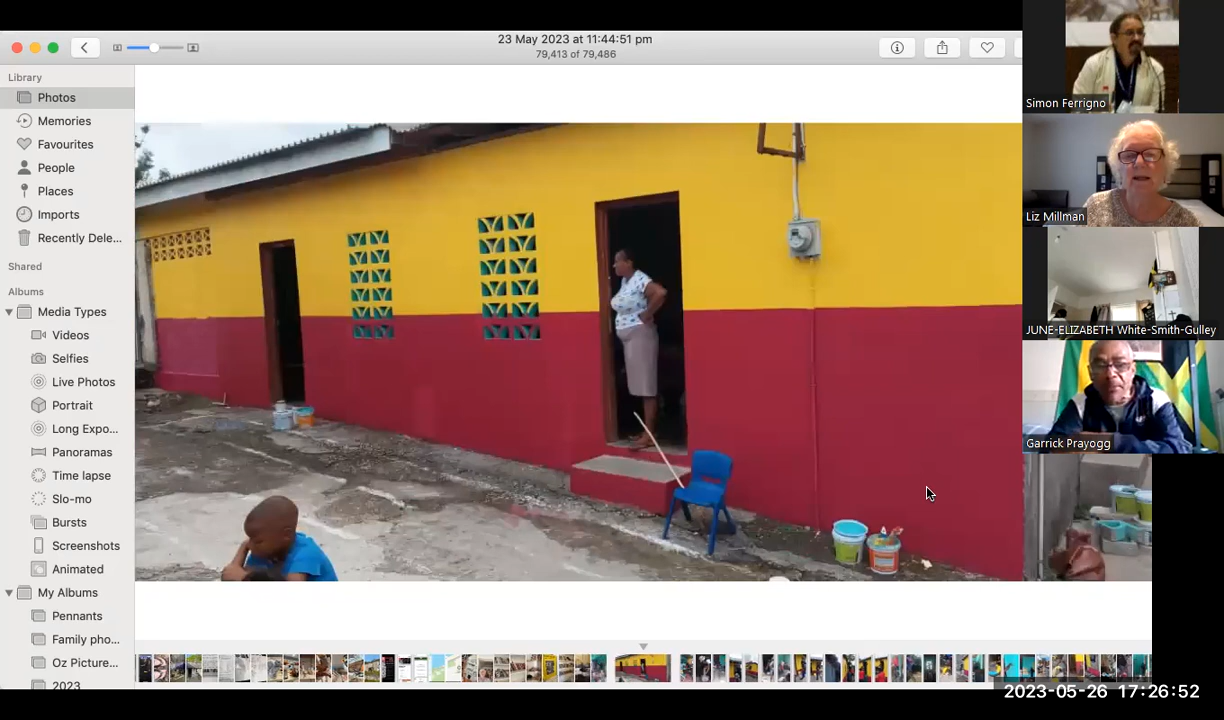 23 May 2023 at 11:44:51 pm
79,413 of 79,486
Library
Photos
Memories
Favourites
People
Places
Imports
Recently Dele...
Shared
Albums
Media Types
Videos
Selfies
Live Photos
Portrait
Long Expo...
Panoramas
Time lapse
Slo-mo
Bursts
Screenshots
Animated
My Albums
Pennants
Family pho...
Oz Picture...
2023
Simon Ferrigno
Liz Millman
JUNE-ELIZABETH White-Smith-Gulley
Garrick Prayogg
2023-05-26 17:26:52